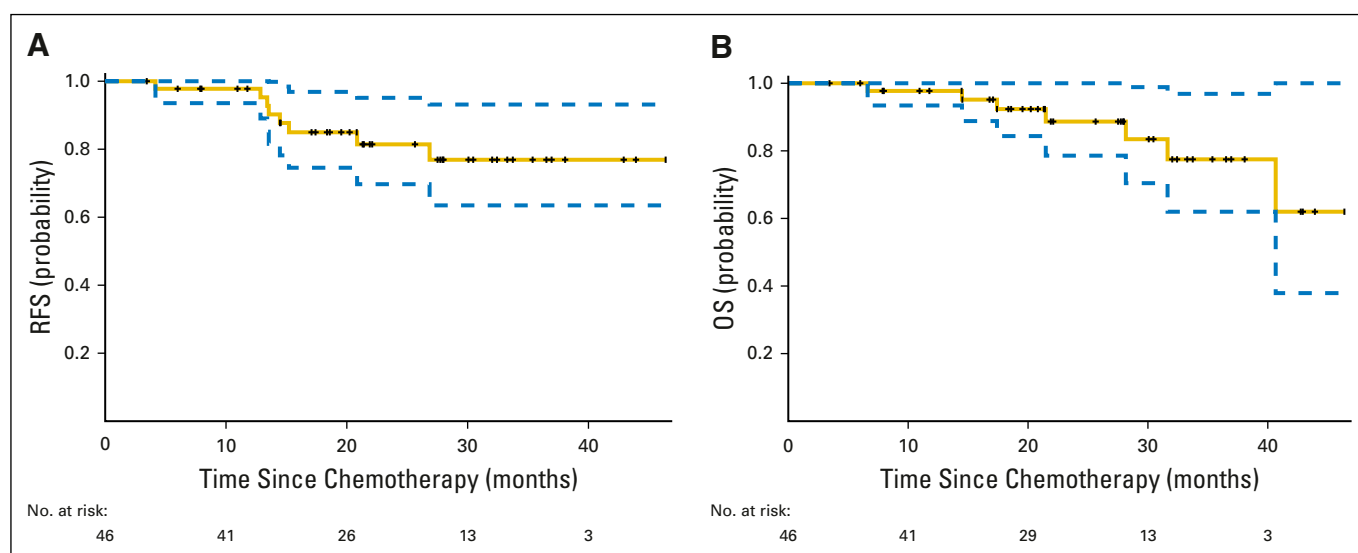 A
RFS (probability)
1.0
0.8
0.6
0.4
0.2
0 10 20 30 40
Time Since Chemotherapy (months)
No. at risk:
46 41 26 13 3
B
OS (probability)
1.0
0.8
0.6
0.4
0.2
0 10 20 30 40
Time Since Chemotherapy (months)
No. at risk:
46 41 29 13 3